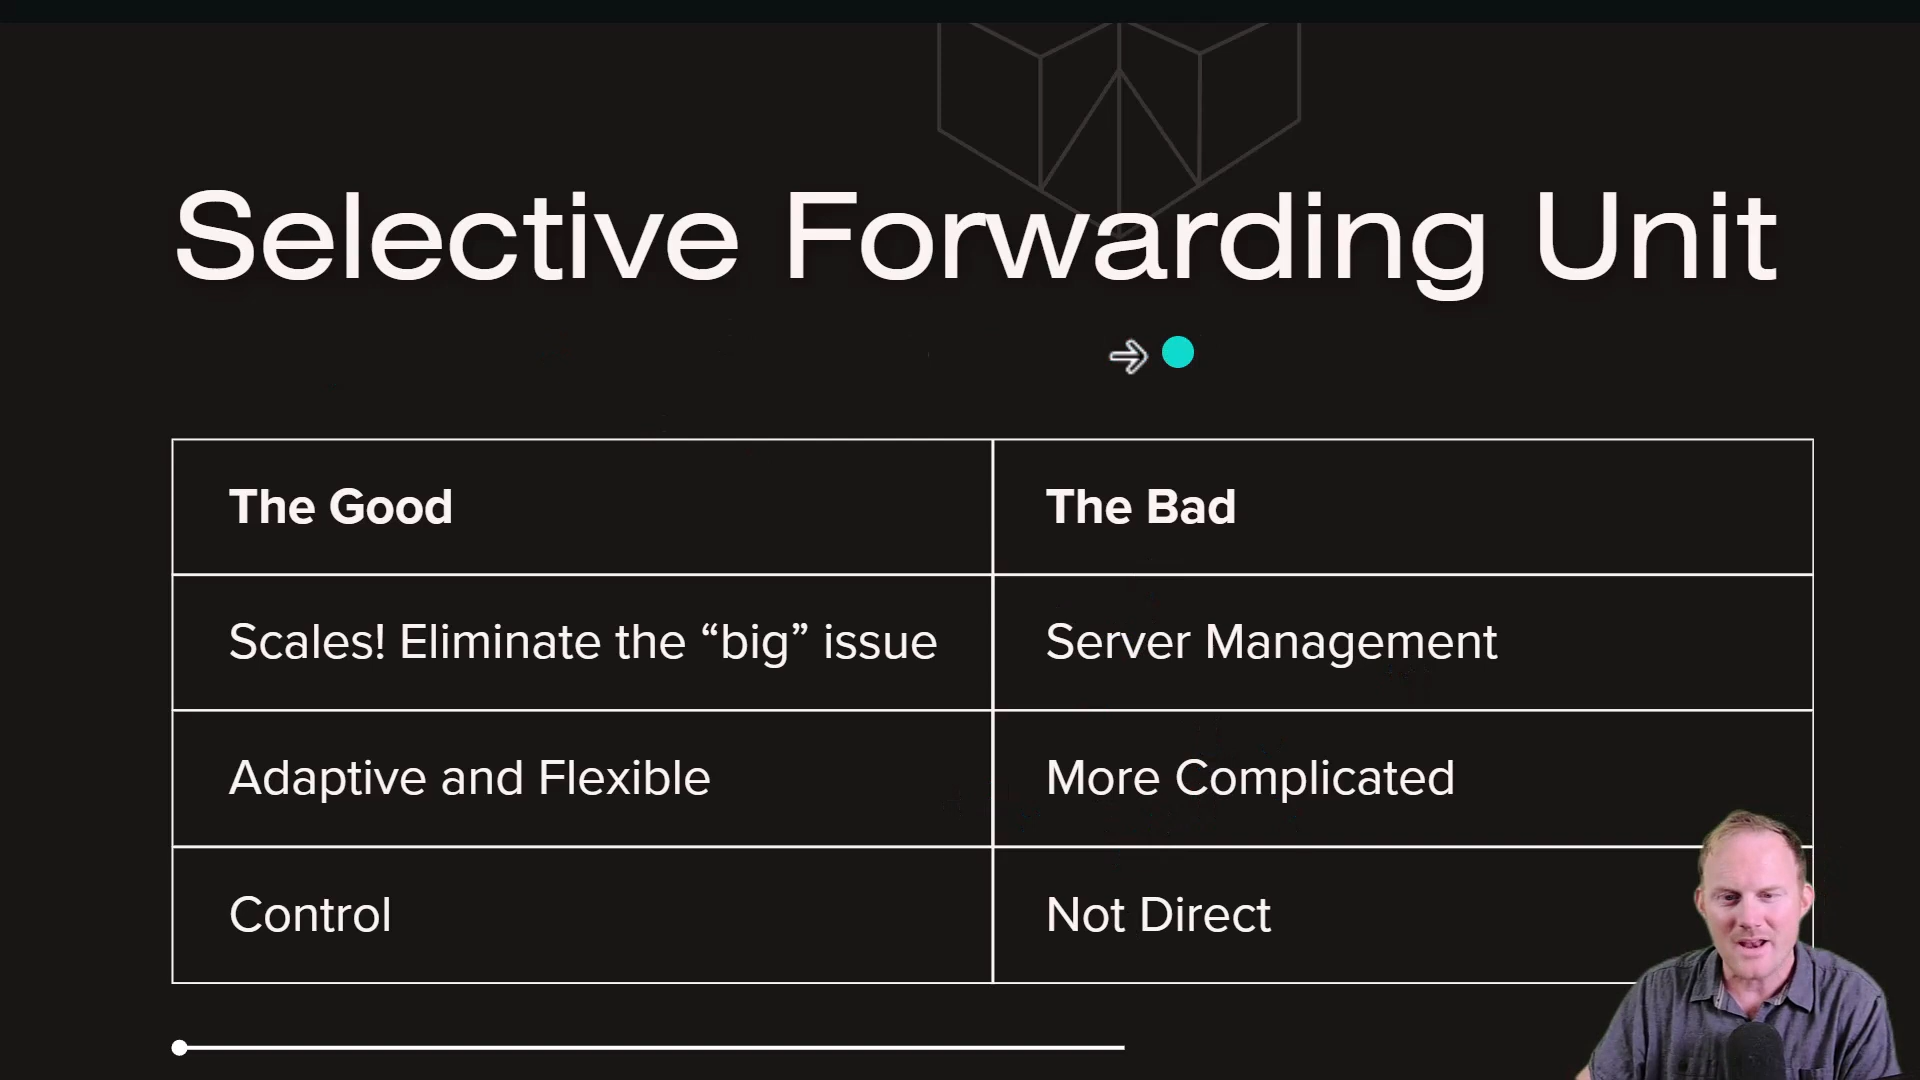 Selective Forwarding Unit
The Good
The Bad
Scales! Eliminate the “big” issue
Server Management
Adaptive and Flexible
More Complicated
Control
Not Direct